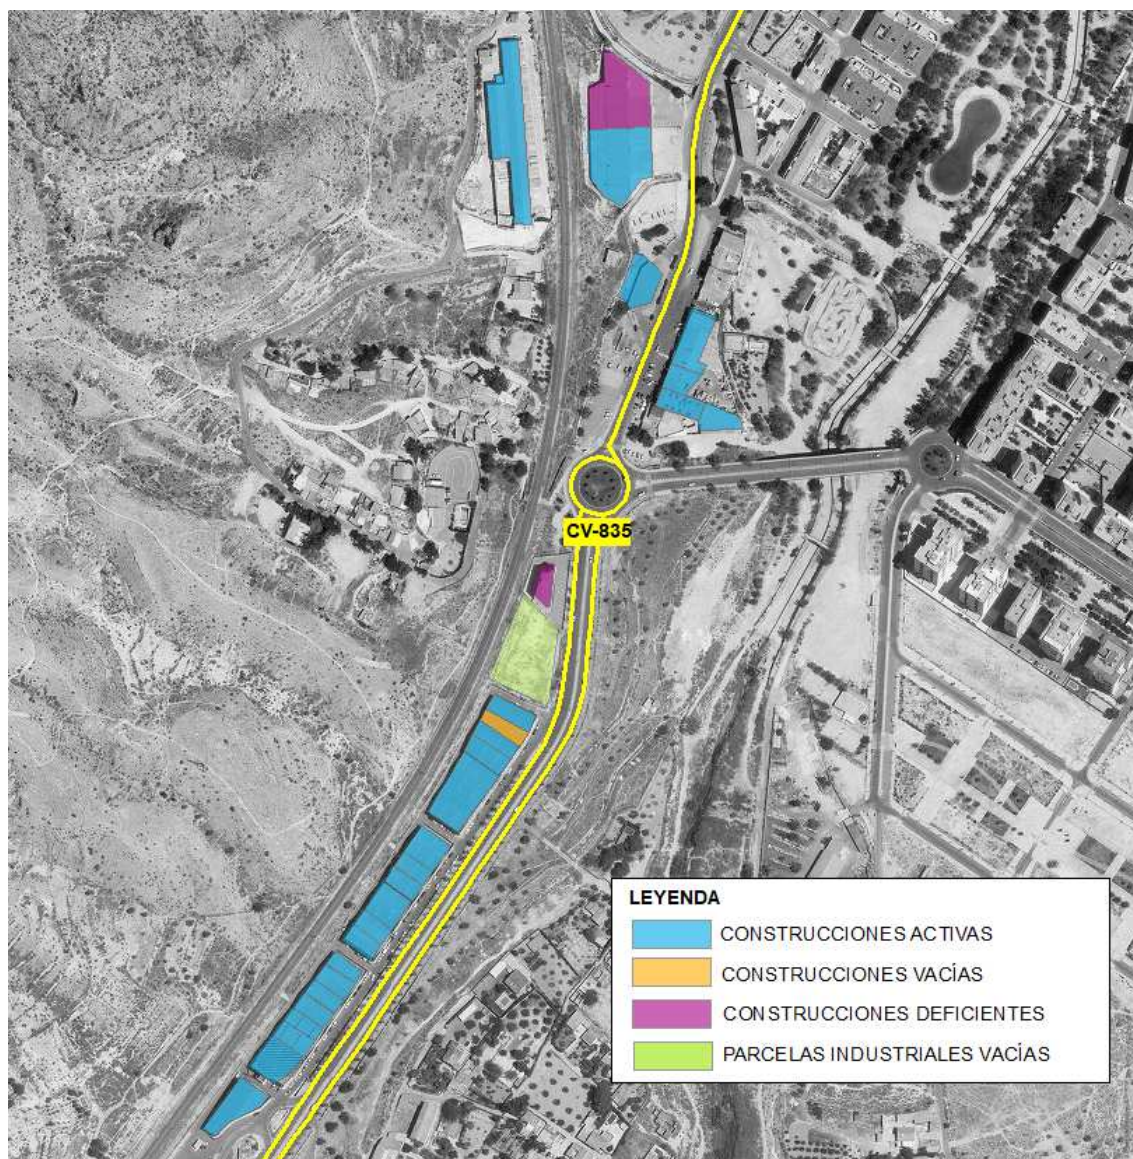 CV-835
LEYENDA
CONSTRUCCIONES ACTIVAS
CONSTRUCCIONES VACÍAS
CONSTRUCCIONES DEFICIENTES
PARCELAS INDUSTRIALES VACÍAS